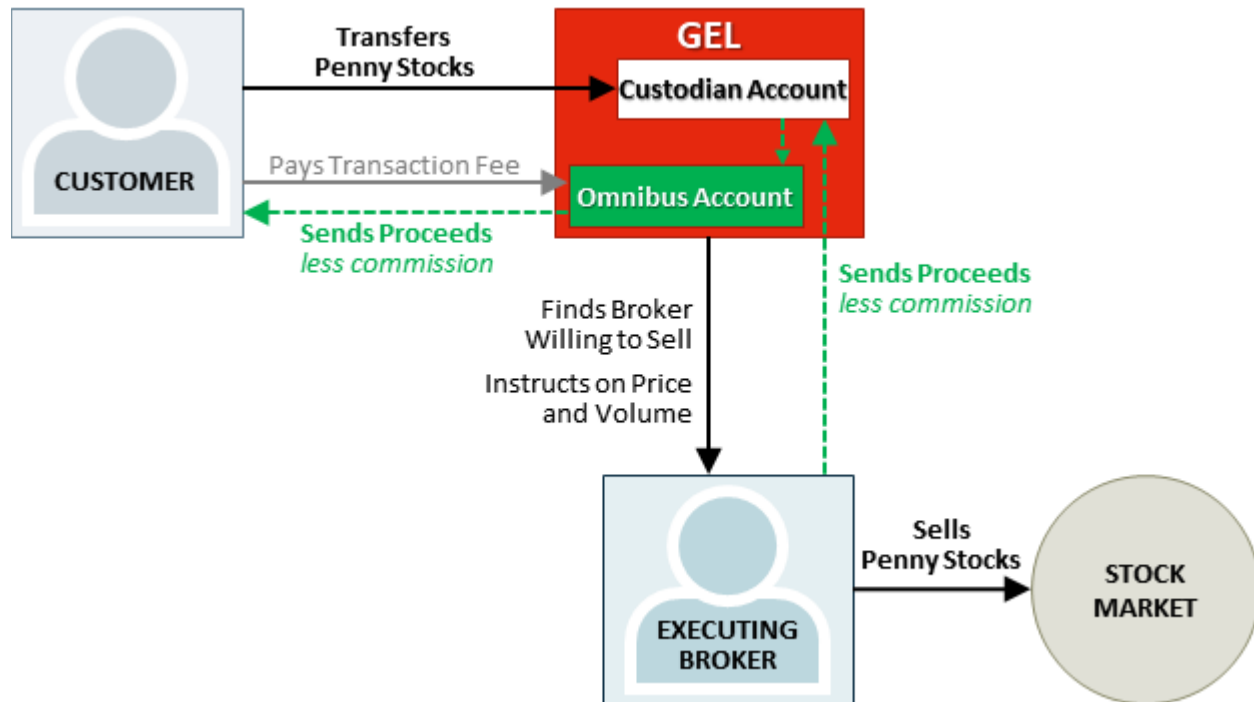 Transfers
Penny Stocks
GEL
Custodian Account
CUSTOMER
Pays Transaction Fee
Omnibus Account
Sends Proceeds
less commission
Sends Proceeds
less commission
Finds Broker
Willing to Sell
Instructs on Price
and Volume
Sells
Penny Stocks
STOCK
MARKET
EXECUTING
BROKER